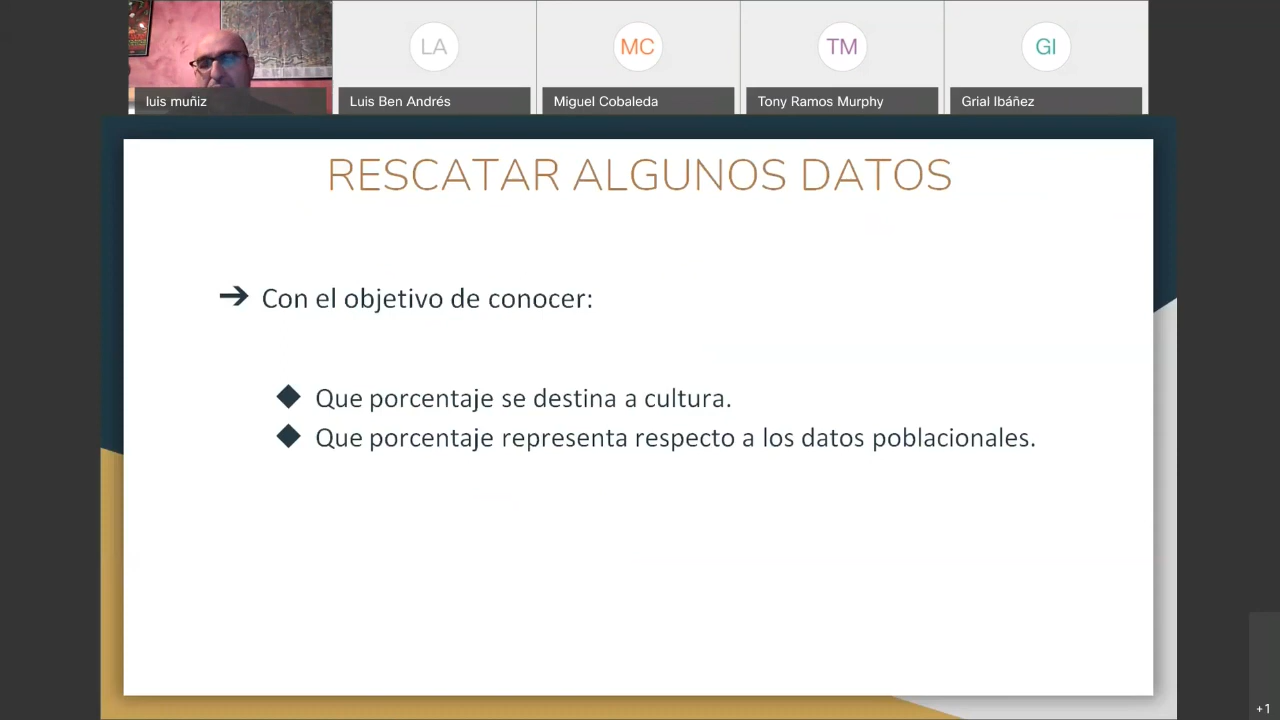 LA
MC
TM
GI
luis muñiz
Luis Ben Andrés
Miguel Cobaleda
Tony Ramos Murphy
Grial Ibáñez
RESCATAR ALGUNOS DATOS
➔ Con el objetivo de conocer:
◆ Que porcentaje se destina a cultura.
◆ Que porcentaje representa respecto a los datos poblacionales.
+1